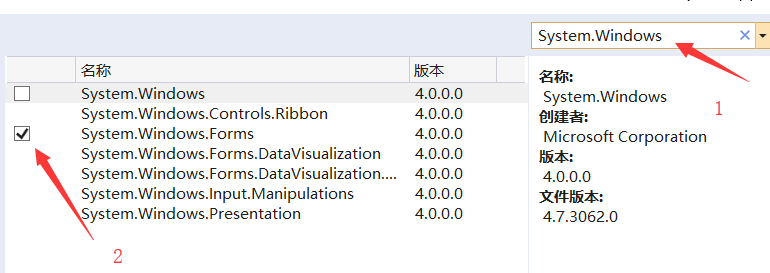 System.Windows
名称 版本
System.Windows 4.0.0.0
System.Windows.Controls.Ribbon 4.0.0.0
System.Windows.Forms 4.0.0.0
System.Windows.Forms.DataVisualization 4.0.0.0
System.Windows.Forms.DataVisualization.... 4.0.0.0
System.Windows.Input.Manipulations 4.0.0.0
System.Windows.Presentation 4.0.0.0
名称:
System.Windows
创建者:
Microsoft Corporation
版本:
4.0.0.0
文件版本:
4.7.3062.0
1
2